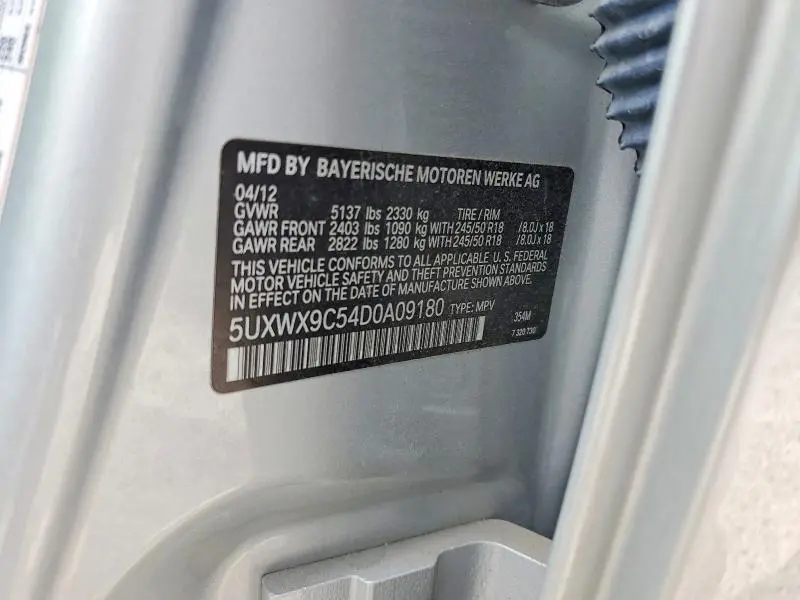 MFD BY BAYERISCHE MOTOREN WERKE AG
04/12
GVWR 5137 lbs 2330 kg TIRE / RIM
GAWR FRONT 2403 lbs 1090 kg WITH 245/50 R18 /8.0J x 18
GAWR REAR 2822 lbs 1280 kg WITH 245/50 R18 /8.0J x 18
THIS VEHICLE CONFORMS TO ALL APPLICABLE U. S. FEDERAL
MOTOR VEHICLE SAFETY AND THEFT PREVENTION STANDARDS
IN EFFECT ON THE DATE OF MANUFACTURE SHOWN ABOVE.
5UXWX9C54D0A09180 TYPE: MPV 354M
7 320 730